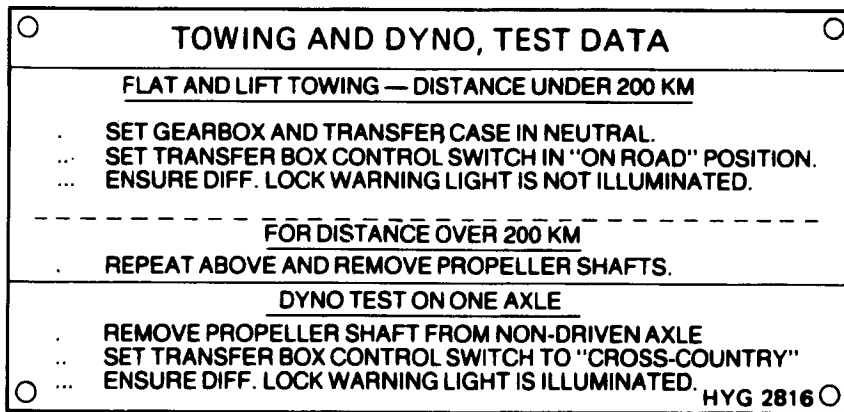 TOWING AND DYNO, TEST DATA
FLAT AND LIFT TOWING — DISTANCE UNDER 200 KM
. SET GEARBOX AND TRANSFER CASE IN NEUTRAL.
.. SET TRANSFER BOX CONTROL SWITCH IN "ON ROAD" POSITION.
... ENSURE DIFF. LOCK WARNING LIGHT IS NOT ILLUMINATED.
FOR DISTANCE OVER 200 KM
. REPEAT ABOVE AND REMOVE PROPELLER SHAFTS.
DYNO TEST ON ONE AXLE
. REMOVE PROPELLER SHAFT FROM NON-DRIVEN AXLE
.. SET TRANSFER BOX CONTROL SWITCH TO "CROSS-COUNTRY"
... ENSURE DIFF. LOCK WARNING LIGHT IS ILLUMINATED.
HYG 2816